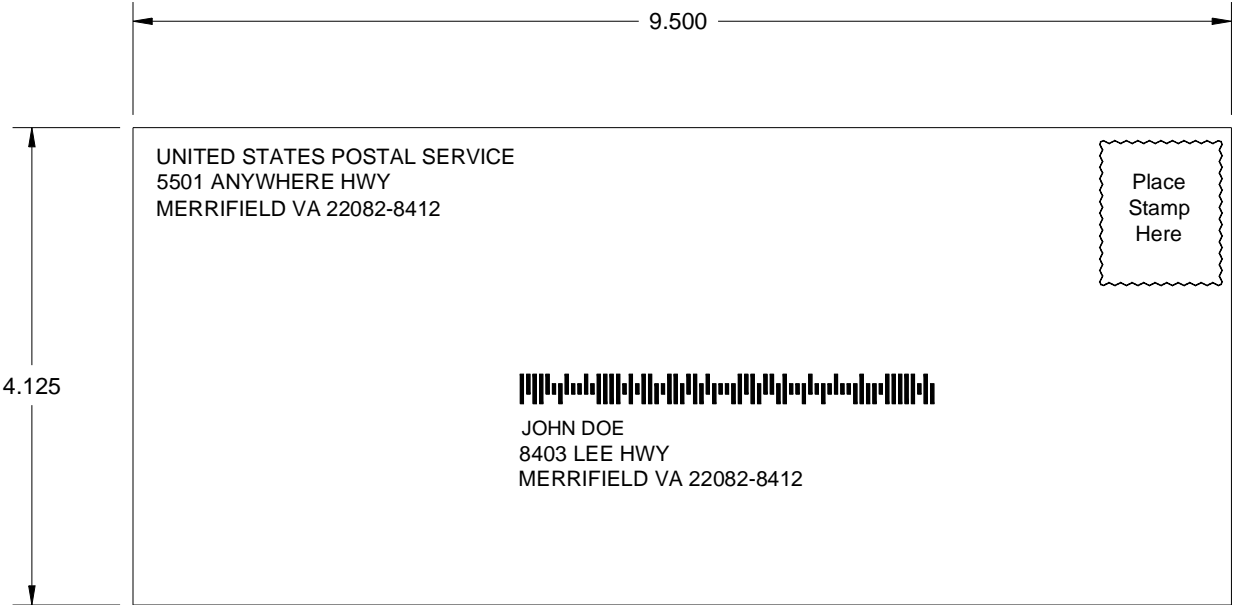 9.500
UNITED STATES POSTAL SERVICE
5501 ANYWHERE HWY
MERRIFIELD VA 22082-8412
Place
Stamp
Here
4.125
JOHN DOE
8403 LEE HWY
MERRIFIELD VA 22082-8412